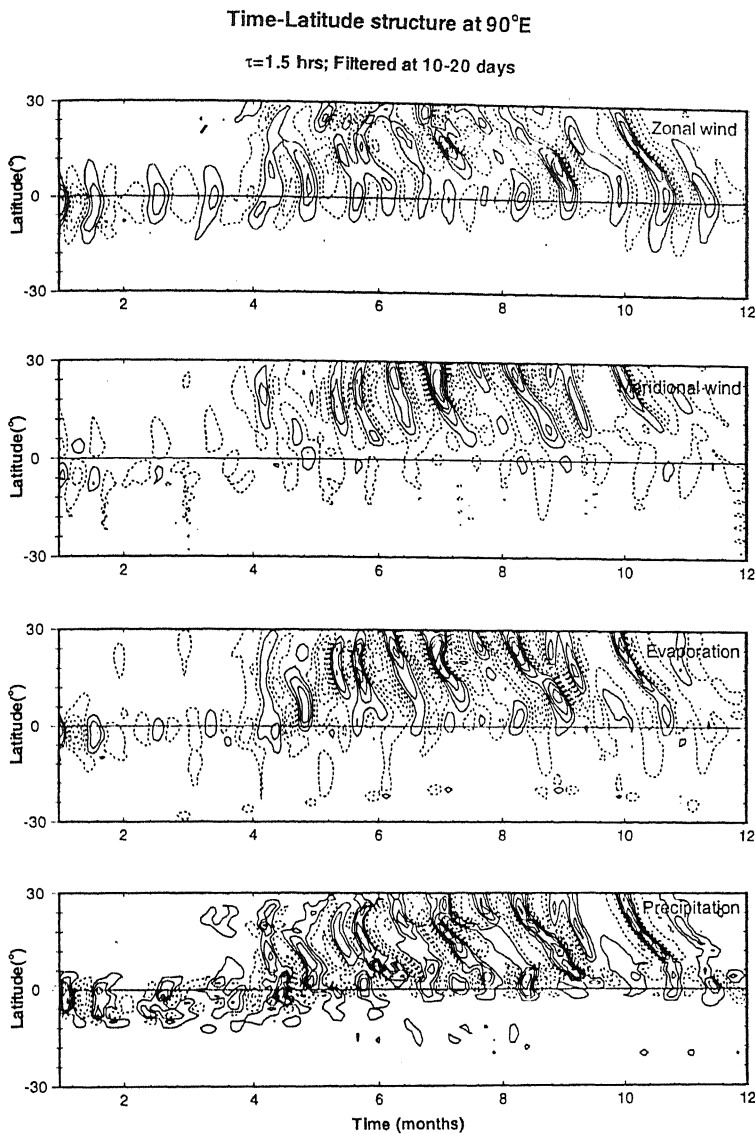 Time-Latitude structure at 90°E
τ=1.5 hrs; Filtered at 10-20 days
30
Zonal wind
Latitude(°)
0
-30
2 4 6 8 10 12
30
Meridional wind
Latitude(°)
0
-30
2 4 6 8 10 12
30
Evaporation
Latitude(°)
0
-30
2 4 6 8 10 12
30
Precipitation
Latitude(°)
0
-30
2 4 6 8 10 12
Time (months)